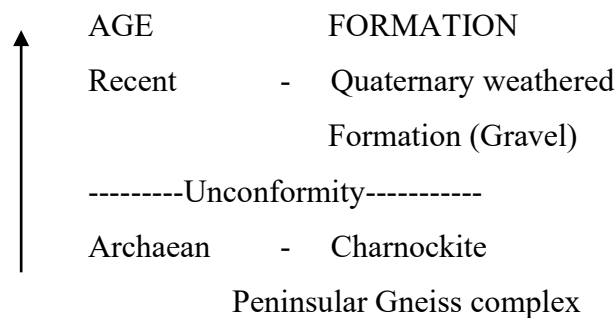 AGE FORMATION
Recent - Quaternary weathered
Formation (Gravel)
---------Unconformity-----------
Archaean - Charnockite
Peninsular Gneiss complex